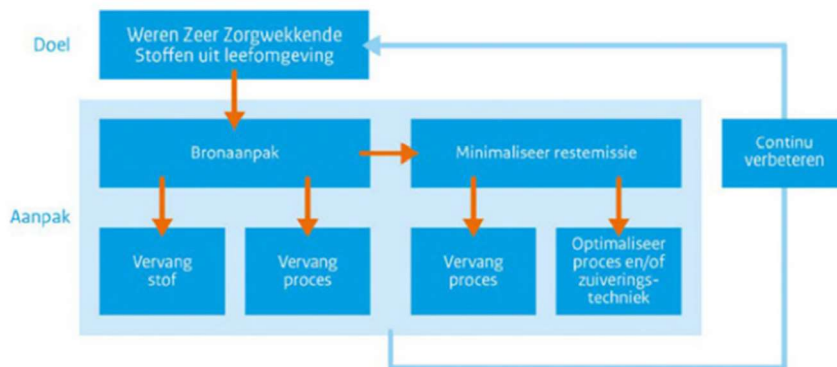 Doel
Weren Zeer Zorgwekkende
Stoffen uit leefomgeving
Bronaanpak
Minimaliseer restemissie
Continu
verbeteren
Aanpak
Vervang
stof
Vervang
proces
Vervang
proces
Optimaliseer
proces en/of
zuiverings-
techniek